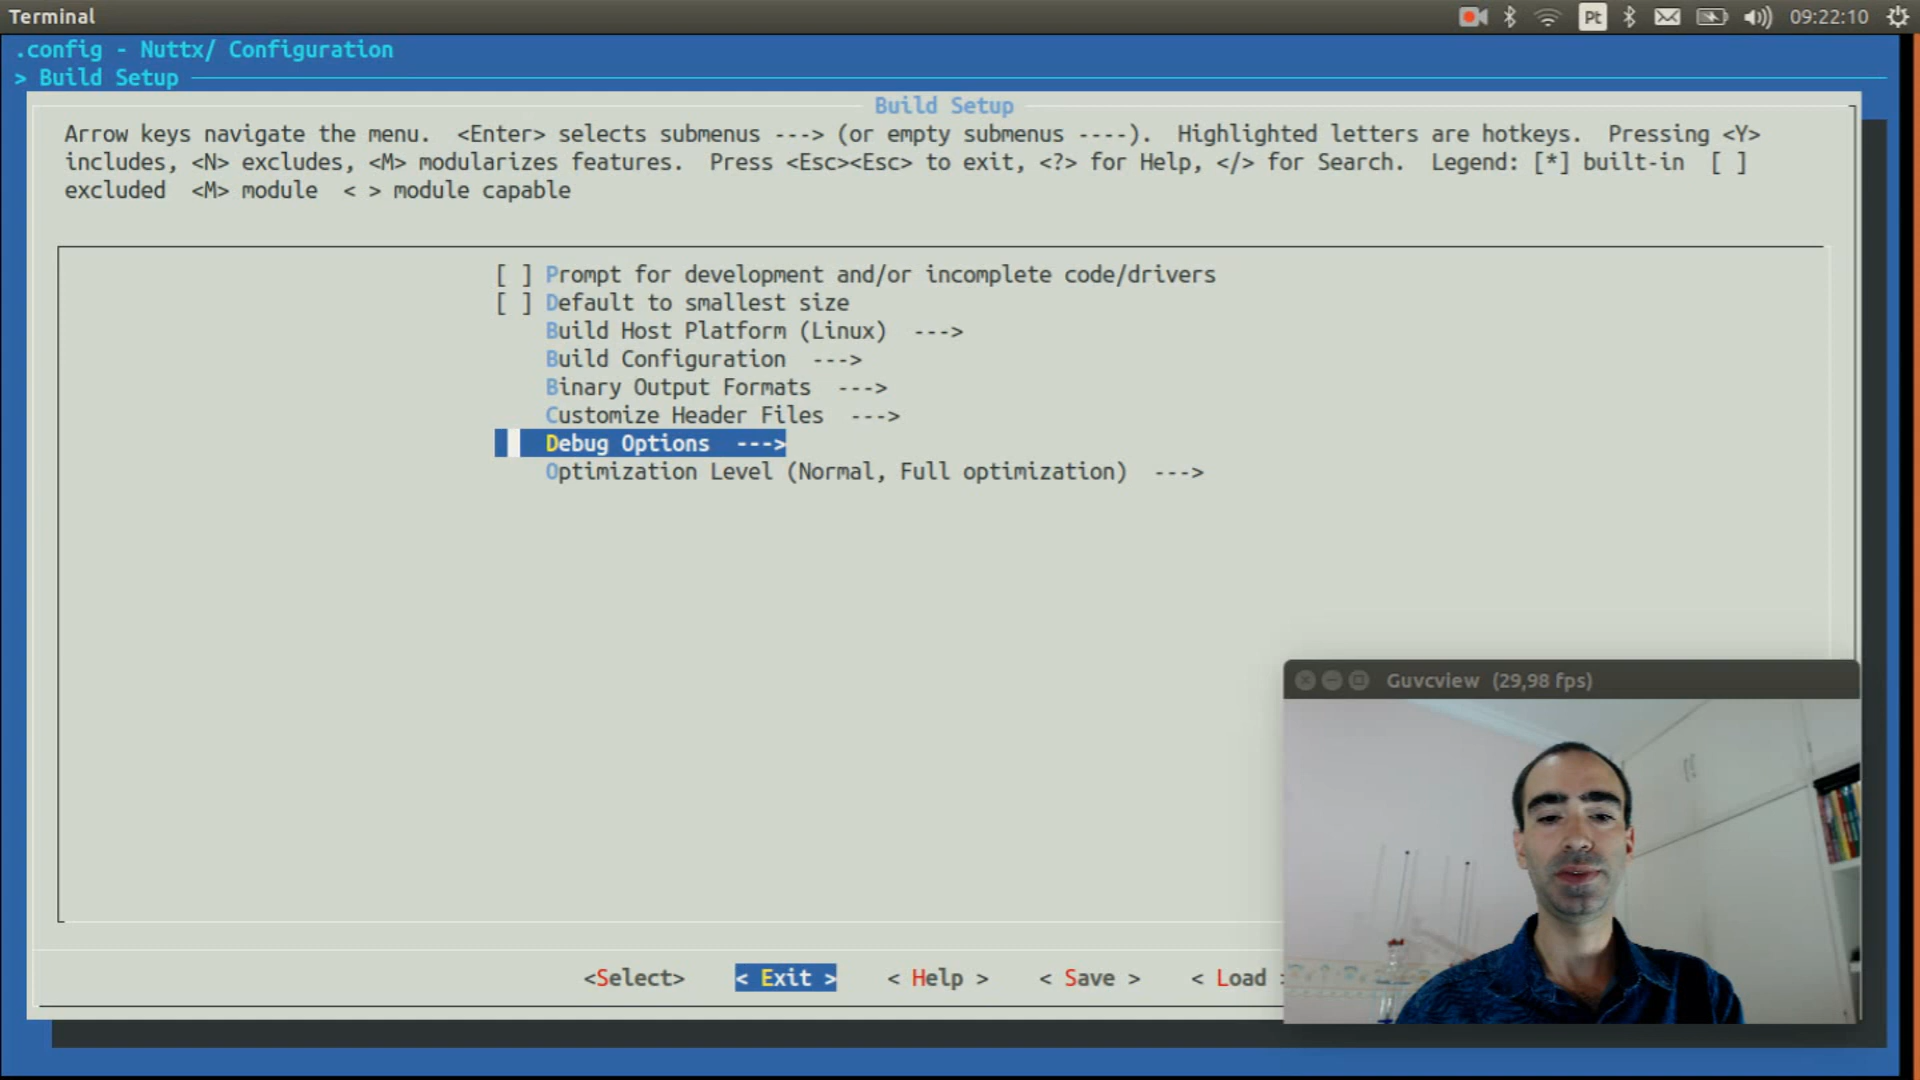 Terminal
Pt
09:22:10
.config - Nuttx/ Configuration
> Build Setup
Build Setup
Arrow keys navigate the menu.  <Enter> selects submenus ---> (or empty submenus ----).  Highlighted letters are hotkeys.  Pressing <Y>
includes, <N> excludes, <M> modularizes features.  Press <Esc><Esc> to exit, <?> for Help, </> for Search.  Legend: [*] built-in  [ ]
excluded  <M> module  < > module capable
[ ] Prompt for development and/or incomplete code/drivers
[ ] Default to smallest size
Build Host Platform (Linux)  --->
Build Configuration  --->
Binary Output Formats  --->
Customize Header Files  --->
Debug Options  --->
Optimization Level (Normal, Full optimization)  --->
Guvcview (29,98 fps)
<Select>    < Exit >    < Help >    < Save >    < Load